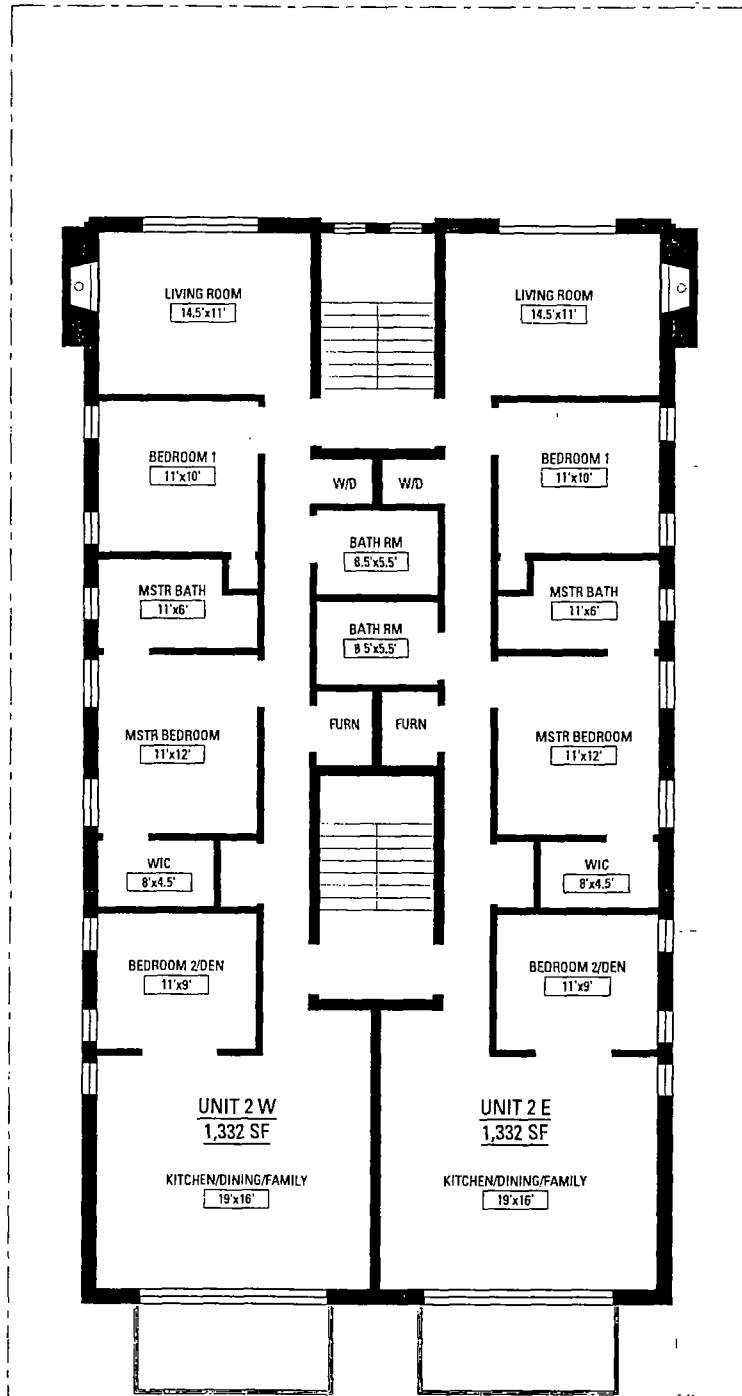 LIVING ROOM
14.5'x11'
LIVING ROOM
14.5'x11'
BEDROOM 1
11'x10'
W/D
W/D
BEDROOM 1
11'x10'
BATH RM
8.5'x5.5'
MSTR BATH
11'x6'
MSTR BATH
11'x6'
BATH RM
8 5'x5.5'
MSTR BEDROOM
11'x12'
FURN
FURN
MSTR BEDROOM
11'x12'
WIC
8'x4.5'
WIC
8'x4.5'
BEDROOM 2/DEN
11'x9'
BEDROOM 2/DEN
11'x9'
UNIT 2 W
1,332 SF
UNIT 2 E
1,332 SF
KITCHEN/DINING/FAMILY
19'x16'
KITCHEN/DINING/FAMILY
19'x16'